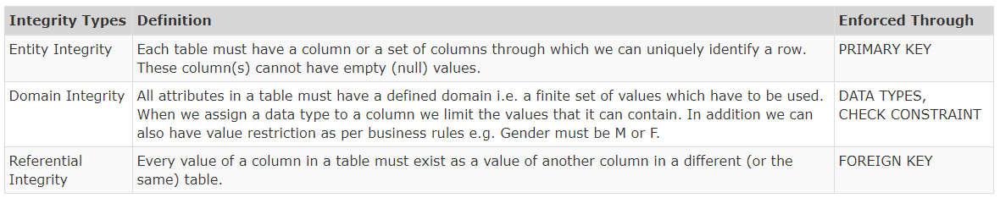 Integrity Types Definition Enforced Through
Entity Integrity Each table must have a column or a set of columns through which we can uniquely identify a row. PRIMARY KEY
These column(s) cannot have empty (null) values.
Domain Integrity All attributes in a table must have a defined domain i.e. a finite set of values which have to be used. DATA TYPES,
When we assign a data type to a column we limit the values that it can contain. In addition we can CHECK CONSTRAINT
also have value restriction as per business rules e.g. Gender must be M or F.
Referential Every value of a column in a table must exist as a value of another column in a different (or the FOREIGN KEY
Integrity same) table.